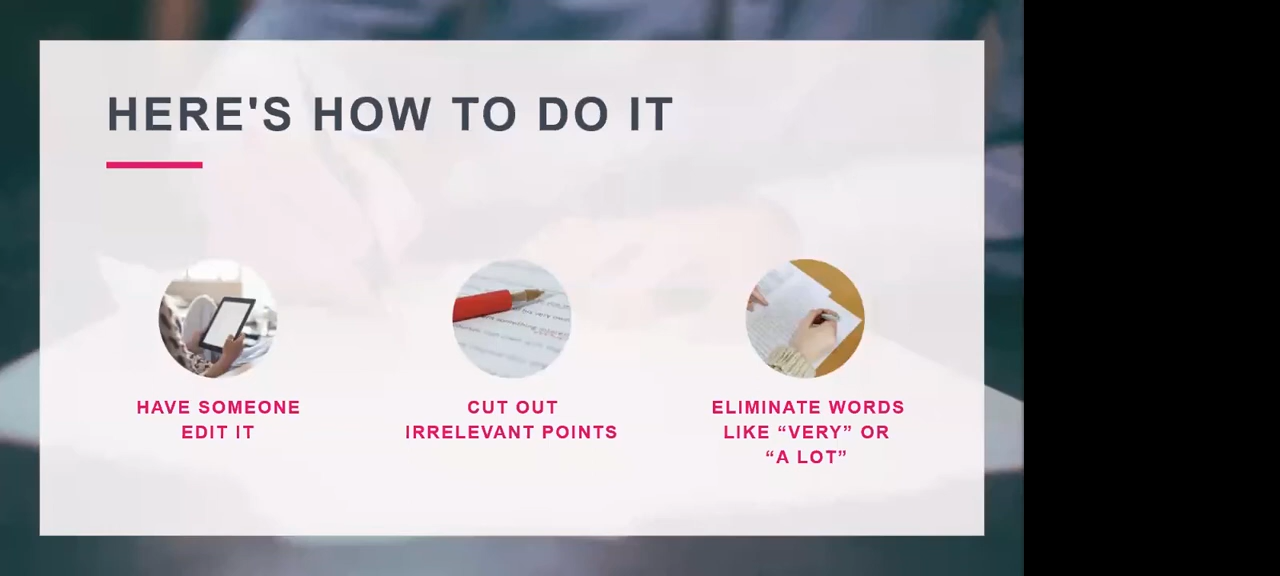 HERE'S HOW TO DO IT
HAVE SOMEONE
EDIT IT
CUT OUT
IRRELEVANT POINTS
ELIMINATE WORDS
LIKE “VERY” OR
“A LOT”